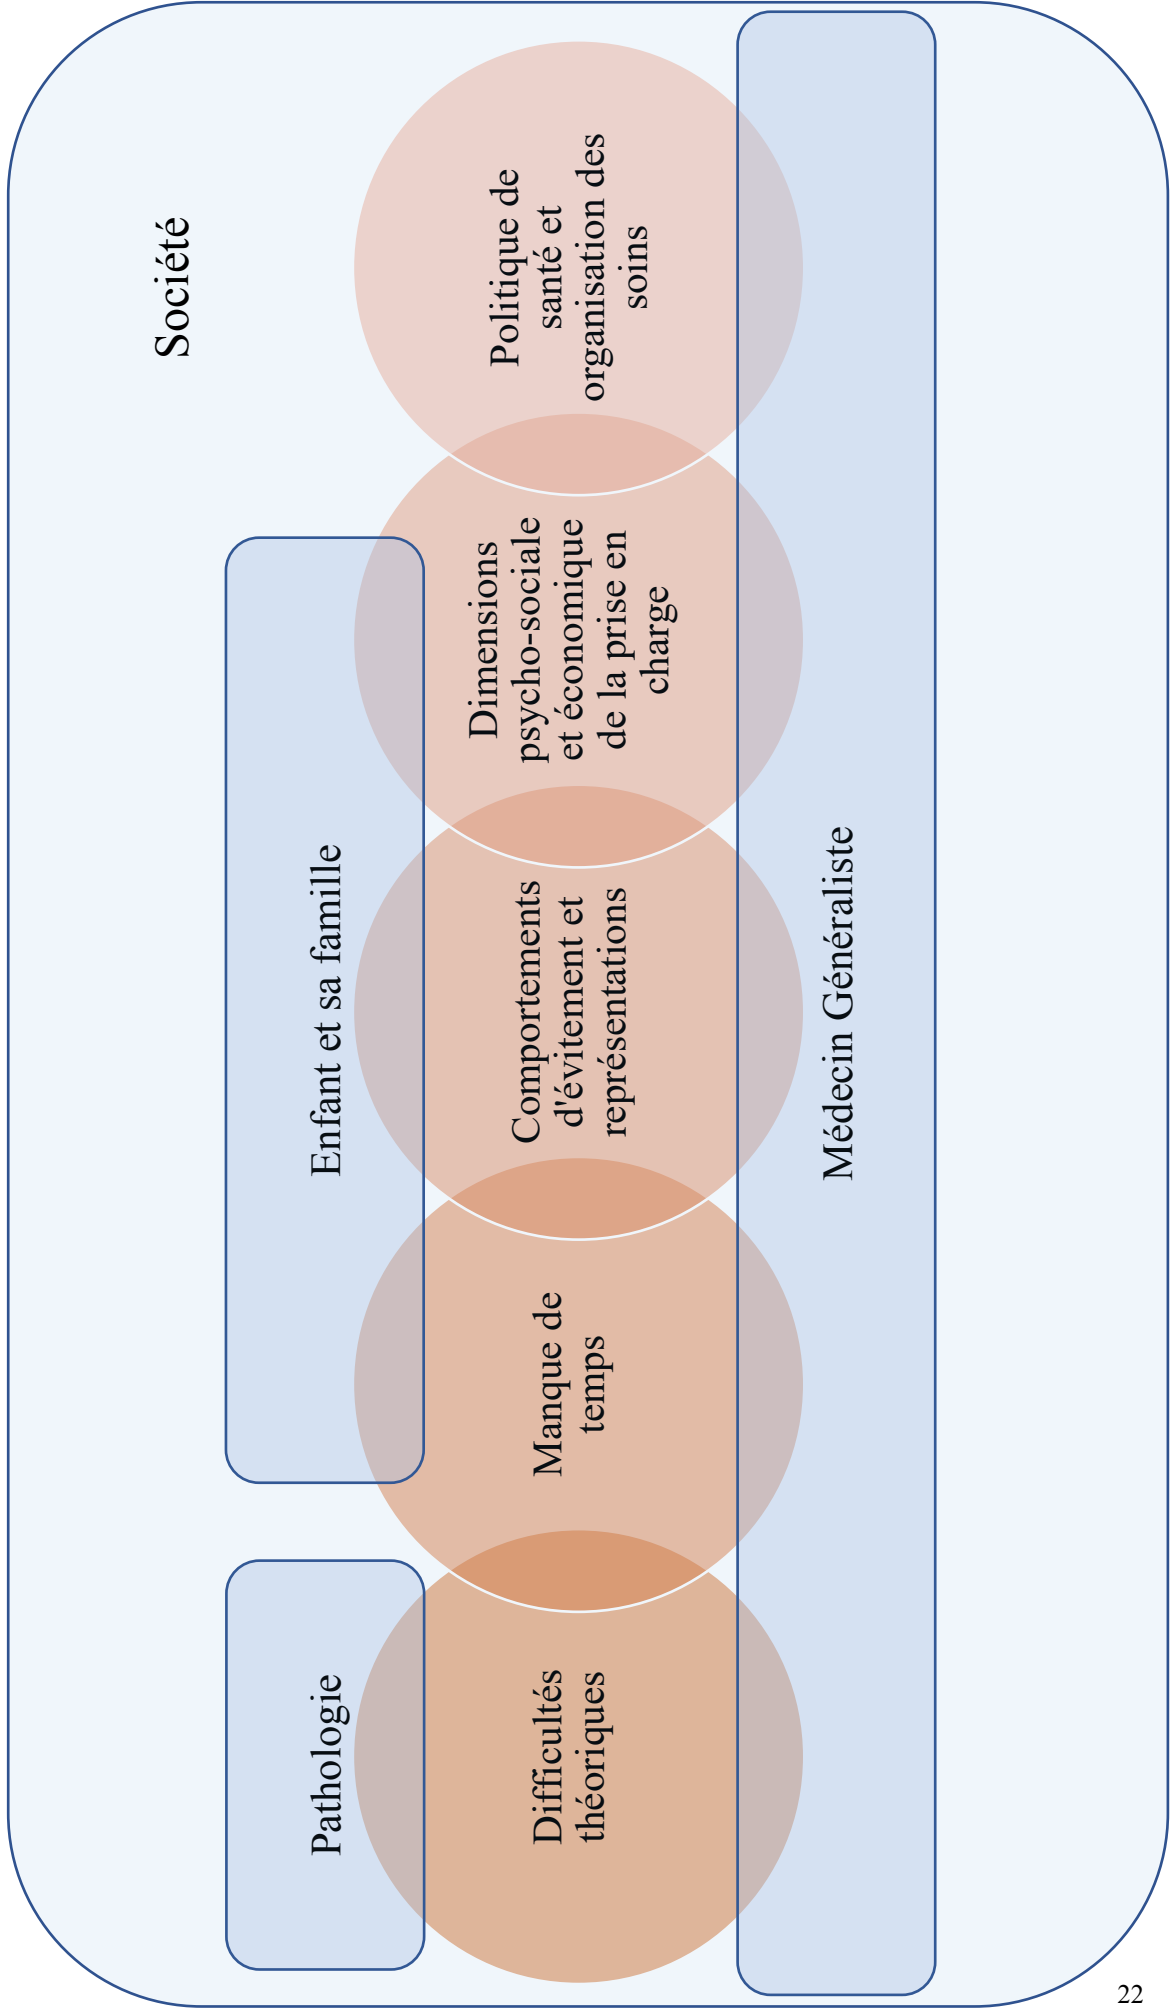 Société
Pathologie
Enfant et sa famille
Difficultés
théoriques
Manque de
temps
Comportements
d'évitement et
représentations
Dimensions
psycho-sociale
et économique
de la prise en
charge
Politique de
santé et
organisation des
soins
Médecin Généraliste
22